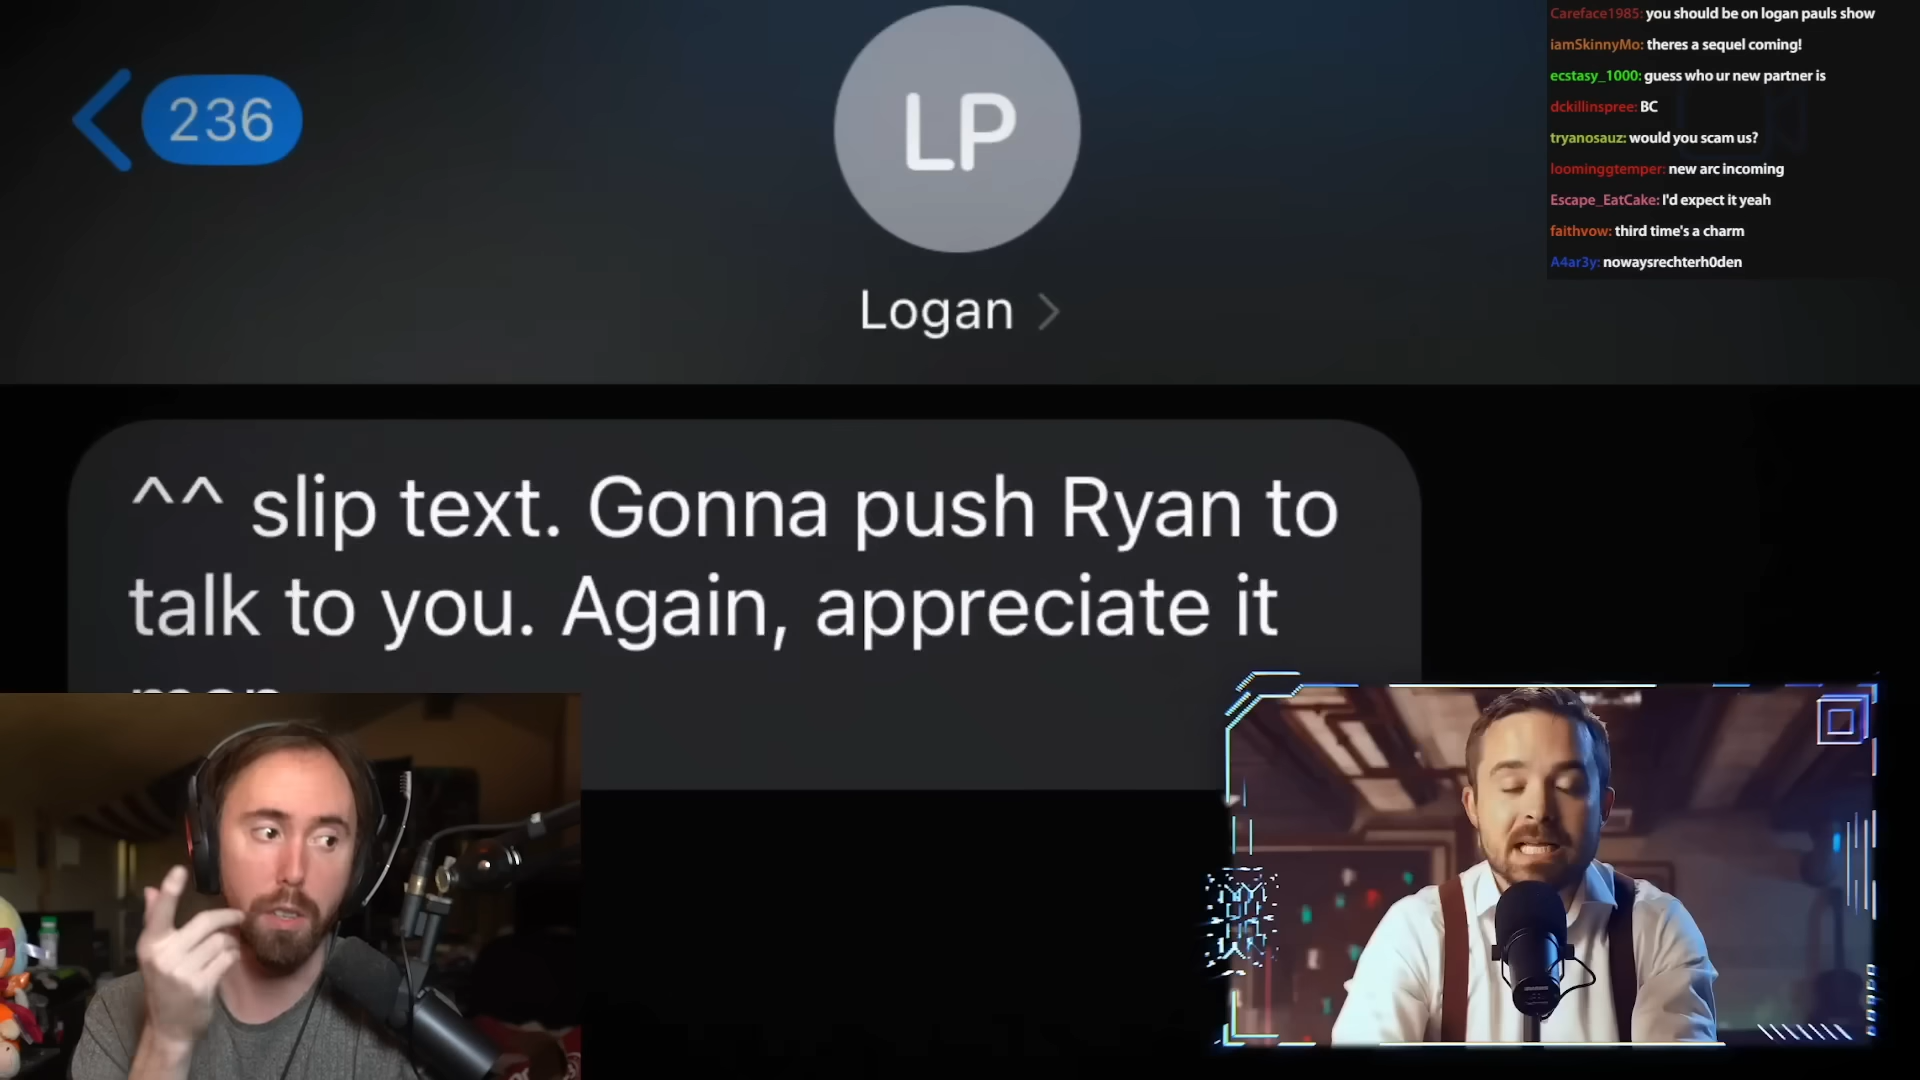 236
LP
Logan
^^ slip text. Gonna push Ryan to
talk to you. Again, appreciate it
Careface1985: you should be on logan pauls show
iamSkinnyMo: theres a sequel coming!
ecstasy_1000: guess who ur new partner is
dckillinspree: BC
tryanosauz: would you scam us?
loominggtemper: new arc incoming
Escape_EatCake: I'd expect it yeah
faithvow: third time's a charm
A4ar3y: nowaysrechterh0den